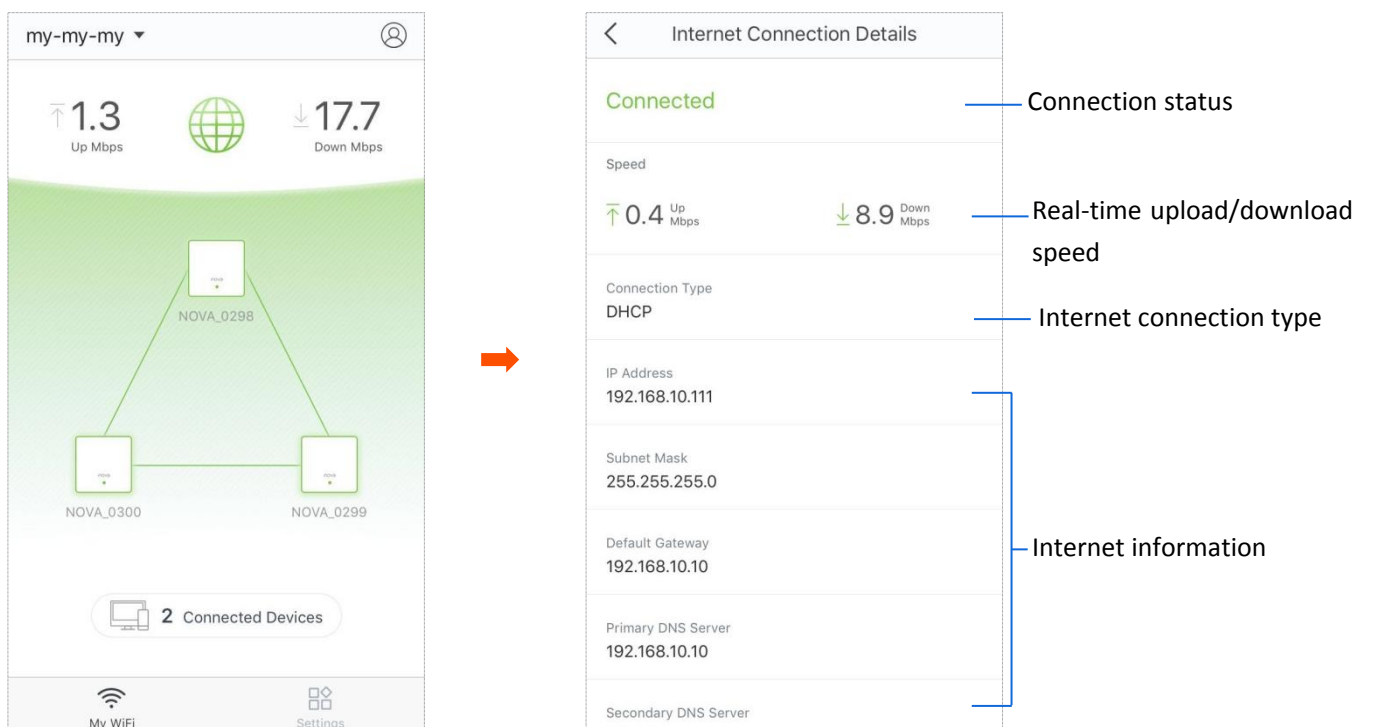 my-my-my
1.3
Up Mbps
17.7
Down Mbps
NOVA_0298
NOVA_0300
NOVA_0299
2 Connected Devices
My WiFi
Settings
Internet Connection Details
Connected
Connection status
Speed
0.4 Up Mbps
8.9 Down Mbps
Real-time upload/download
speed
Connection Type
DHCP
Internet connection type
IP Address
192.168.10.111
Subnet Mask
255.255.255.0
Default Gateway
192.168.10.10
Internet information
Primary DNS Server
192.168.10.10
Secondary DNS Server